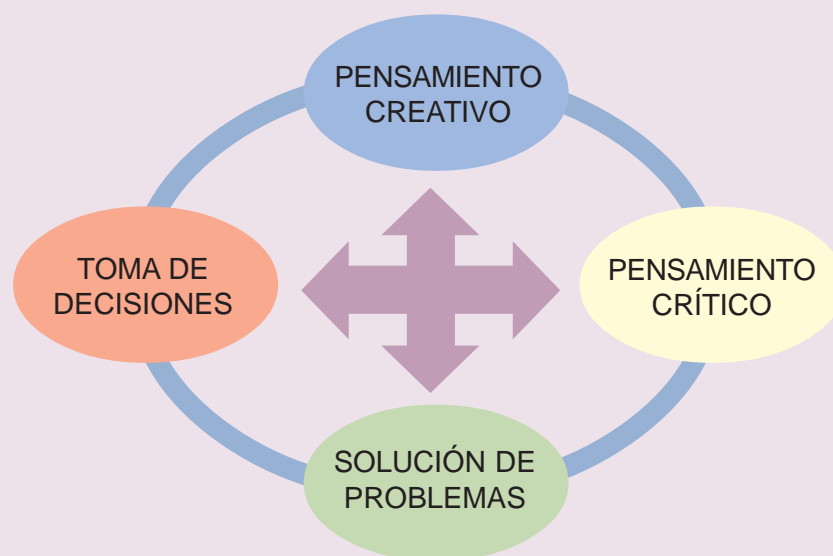 PENSAMIENTO
CREATIVO
TOMA DE
DECISIONES
PENSAMIENTO
CRÍTICO
SOLUCIÓN DE
PROBLEMAS